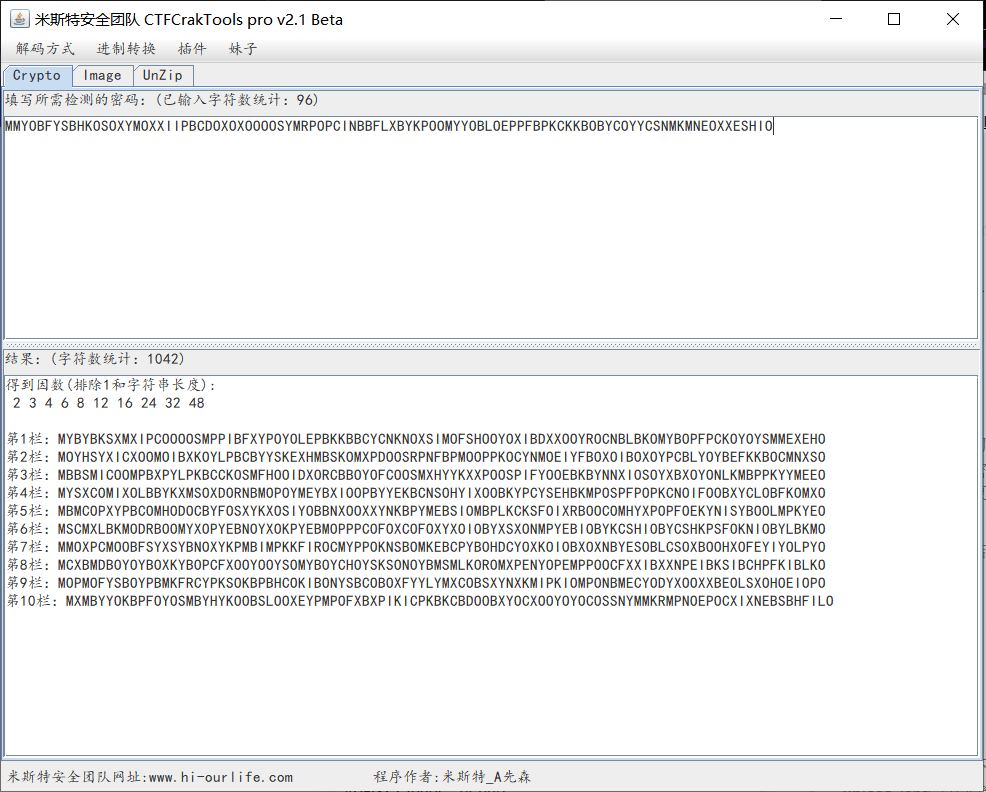 米斯特安全团队 CTFCrakTools pro v2.1 Beta
解码方式 进制转换 插件 妹子
Crypto Image UnZip
填写所需检测的密码：(已输入字符数统计：96)
MMYOBFYSBHKOSOXYMOXXIIPBCDOXOXOOOOSYMRPOPCINBBFLXBYKPOOMYYOBLOEPPFBPKCKKBOBYCOYYCSNMKMNEOXXESHIO
结果：(字符数统计：1042)
得到因数(排除1和字符串长度)：
2 3 4 6 8 12 16 24 32 48
第1栏：MYBYBKSXMXIPCOOOOSMPPIBFXYPOYOLEPBKKBBCYCNKNOXSIMOFSHOOYOXIBDXXOOYROCNBLBKOMYBOPFPCKOYOYSMMEXEHO
第2栏：MOYHSYXICXOOMOIBXKOYLPBCBYYSKEXHMBSKOMXPDOOSRPNFBPMOOPPKOCYNMOEIYFBOXOIBOXOYPCBLYOYBEFKKBOCMNXSO
第3栏：MBBSMICOOMPBXPYLPKBCCKOSMFHOOIDXORCBBOYOFCOOSMXHYYKXXPOOSPIFYOOEBKBYNNXIOSOYXBXOYONLKMBPPKYYMEEO
第4栏：MYSXCOMIXOLBBYKXMSOXDORNBMOPOYMEYBXIOOPBYYEKBCNSOHYIXOOBKYPCYSEHBKMPOSPFPOPKCNOIFOOBXYCLOBFKOMXO
第5栏：BMCOPXYPBCOMHODOCBYFOSXYKXOSIYOBBNXOOXXYNKBPYMEBSIOMBPLKCKSFOIXRBOOCOMHYXPOPFOEKYNISYBOOLMPKYEO
第6栏：MSCMXLBKMODRBOOMYXOPYEBNOYXOKPYEBMOPPPCOFOXCOFOXYXOIOBYXSXONMPYEBIOBYKCSHIOBYCSHKPSFOKNIOBYLBKMO
第7栏：MMOXPCMOOBFSYXSYBNOXYKPMBIMPKKFIROCMYPPOKNSBOMKEBCPYBOHDCYOXKOIOBXOXNBYESOBLCSOXBOOHXOFEYIYOLPYO
第8栏：MCXBMDBOYOYBOXKYBOPCFXOOYOOYSOMYBOYCHOYSKSONOYBMSMLKOROMXPENYOPEMPPOOCFXXIBXXNPEIBKSIBCHPFKIBLKO
第9栏：MOPMOFYSBOYPBMKFRCYPKSOKBPBHCOKIBONYSBCOBOXFYYLYMXCOBSXYNXKMIPKIOMPONBMECYODYXOOXXBEOLSXOHOEIOPO
第10栏：MXMBYYOKBPFOYOSMBYHYKOOBSLOOXEYPMPOFXBXPIKICPKBKCBDOOBXYOCXOOYOYOCOSSNYMMKRMPNOEPOCXIXNEBSBHFILO
米斯特安全团队网址:www.hi-ourlife.com 程序作者:米斯特_A先森